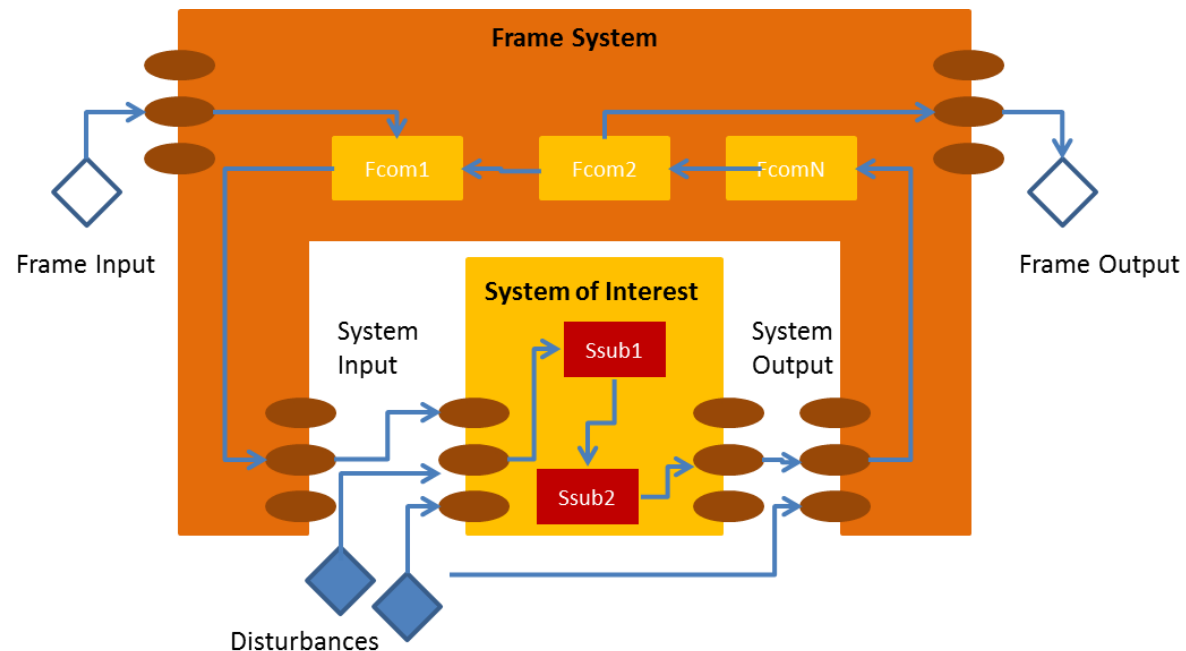 Frame System
Fcom1
Fcom2
FcomN
Frame Input
Frame Output
System of Interest
System
Input
Ssub1
System
Output
Ssub2
Disturbances